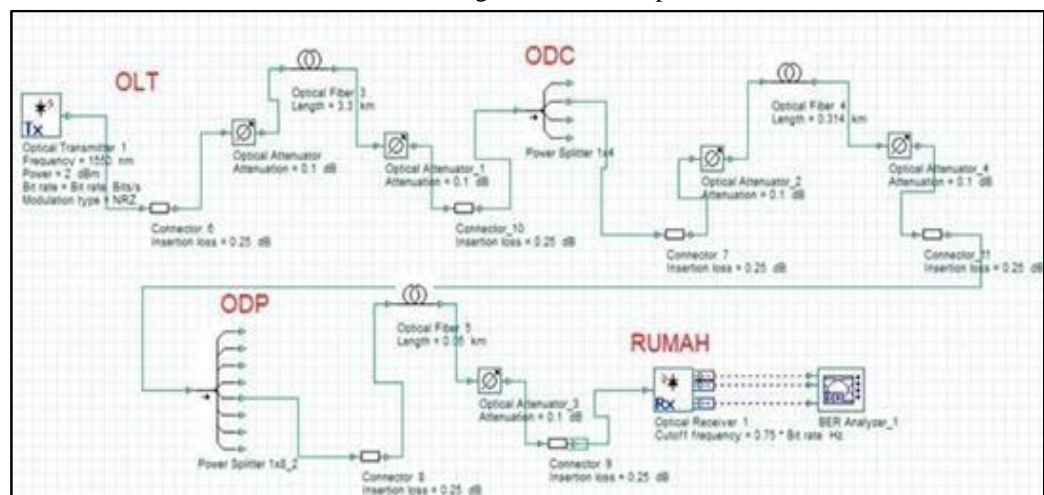 OLT
ODC
Optical Fiber 3
Length = 3.3 km
Optical Fiber 4
Length = 0.314 km
Tx
Optical Transmitter 1
Frequency = 1550 nm
Power = 2 dBm
Bit rate = Bit rate Bits/s
Modulation type = NRZ
Optical Attenuator
Attenuation = 0.1 dB
Optical Attenuator_1
Attenuation = 0.1 dB
Power Splitter 1x4
Optical Attenuator_2
Attenuation = 0.1 dB
Optical Attenuator_4
Attenuation = 0.1 dB
Connector 6
Insertion loss = 0.25 dB
Connector_10
Insertion loss = 0.25 dB
Connector 7
Insertion loss = 0.25 dB
Connector_11
Insertion loss = 0.25 dB
ODP
Optical Fiber 5
Length = 0.05 km
RUMAH
Power Splitter 1x8_2
Optical Attenuator_3
Attenuation = 0.1 dB
Rx
Optical Receiver 1
Cutoff frequency = 0.75 * Bit rate Hz
BER Analyzer_1
Connector 8
Insertion loss = 0.25 dB
Connector 9
Insertion loss = 0.25 dB